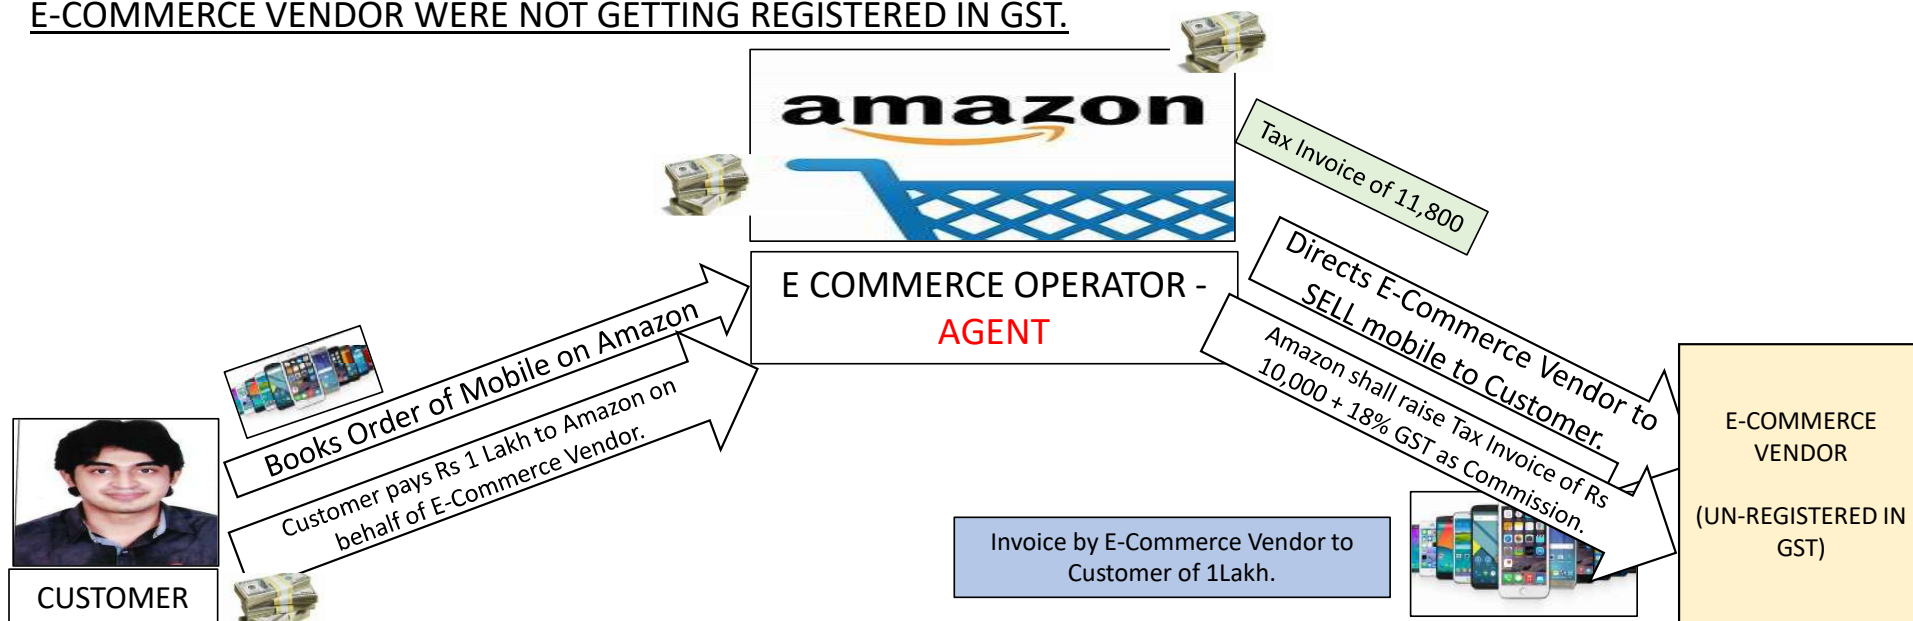 E-COMMERCE VENDOR WERE NOT GETTING REGISTERED IN GST.
amazon
Tax Invoice of 11,800
E COMMERCE OPERATOR -
AGENT
Directs E-Commerce Vendor to
SELL mobile to Customer.
Amazon shall raise Tax Invoice of Rs
10,000 + 18% GST as Commission.
Books Order of Mobile on Amazon
Customer pays Rs 1 Lakh to Amazon on
behalf of E-Commerce Vendor.
CUSTOMER
Invoice by E-Commerce Vendor to
Customer of 1Lakh.
E-COMMERCE
VENDOR
(UN-REGISTERED IN
GST)